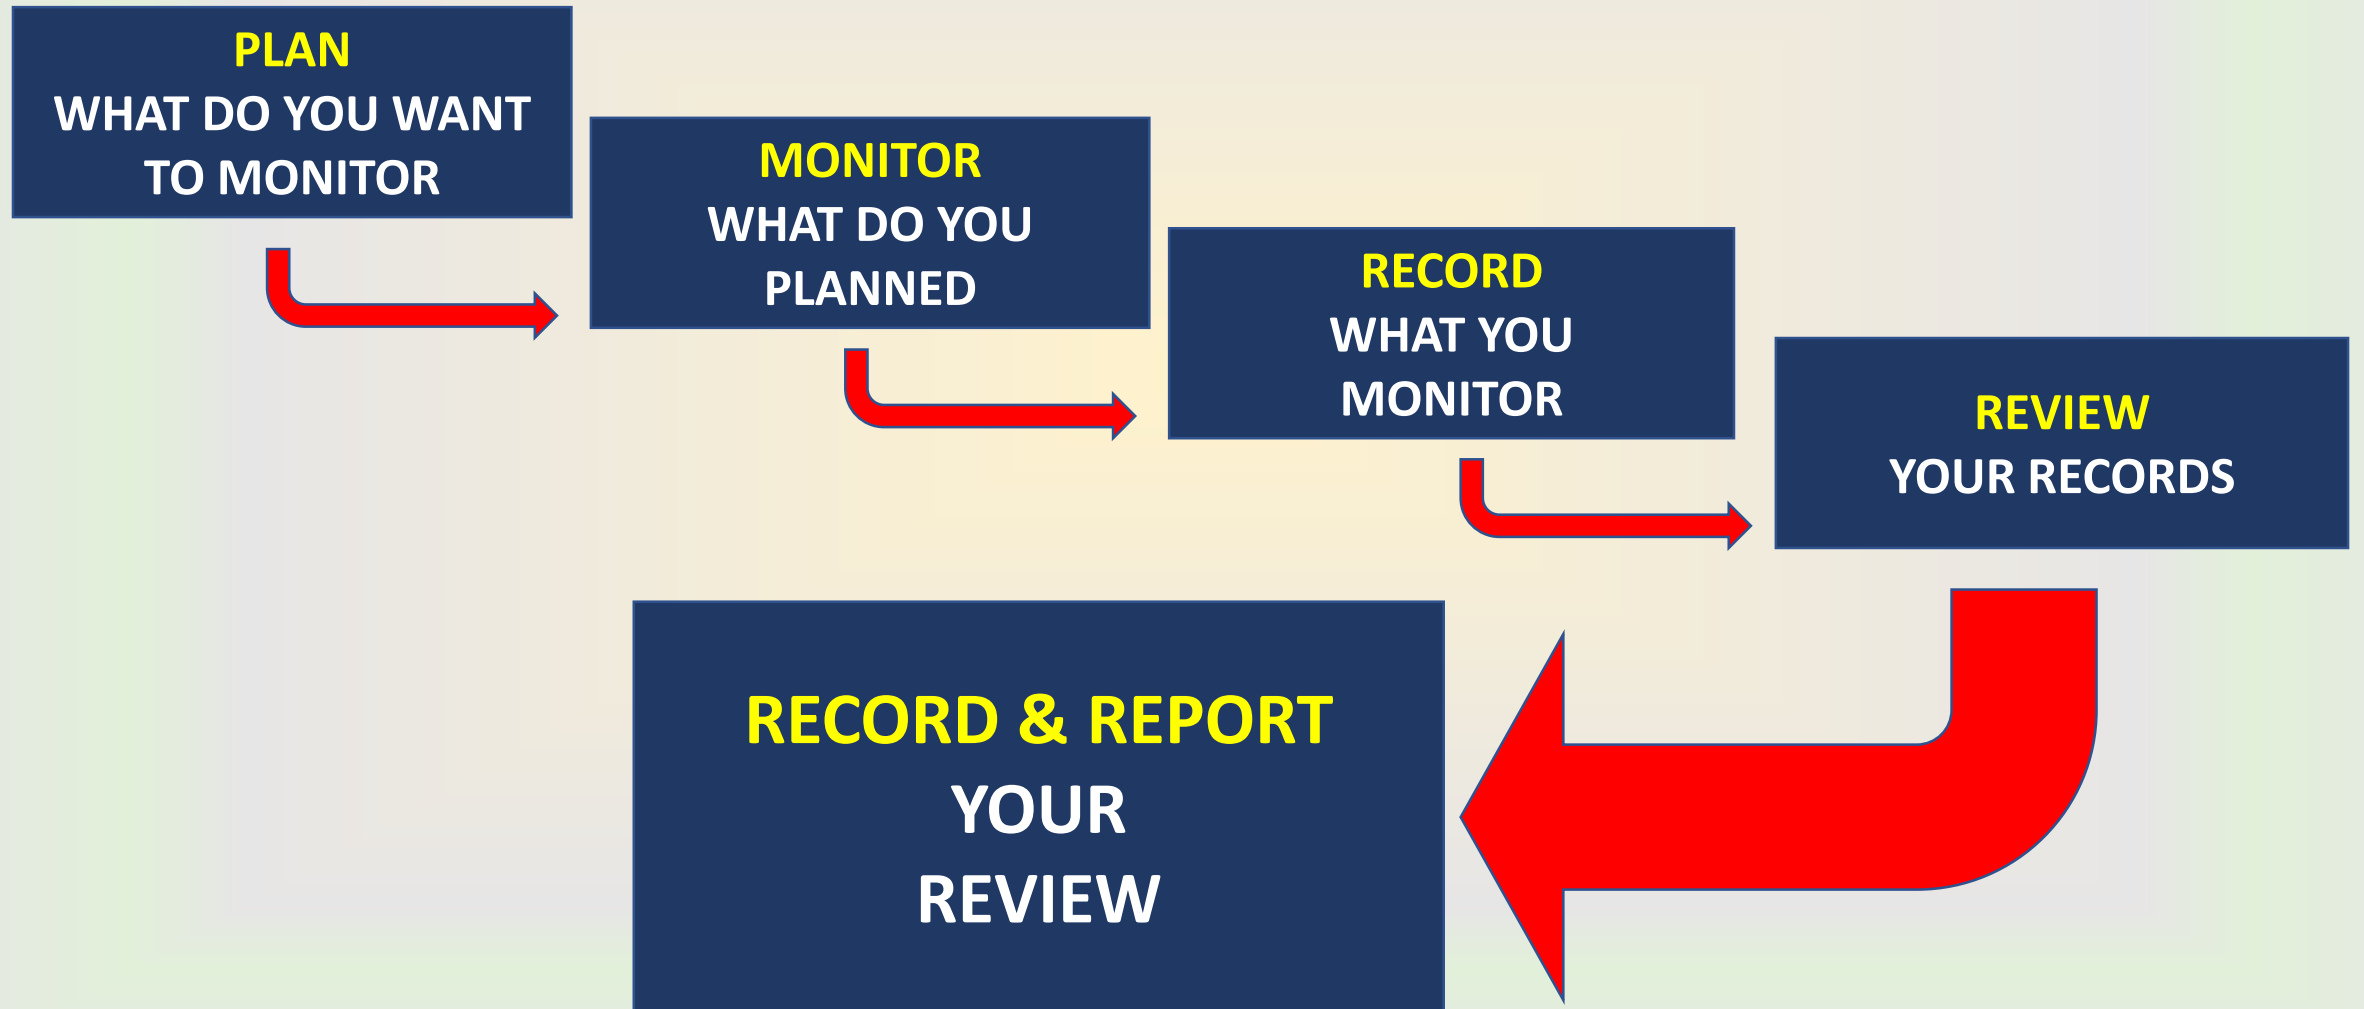 PLAN
WHAT DO YOU WANT
TO MONITOR
MONITOR
WHAT DO YOU
PLANNED
RECORD
WHAT YOU
MONITOR
REVIEW
YOUR RECORDS
RECORD & REPORT
YOUR
REVIEW